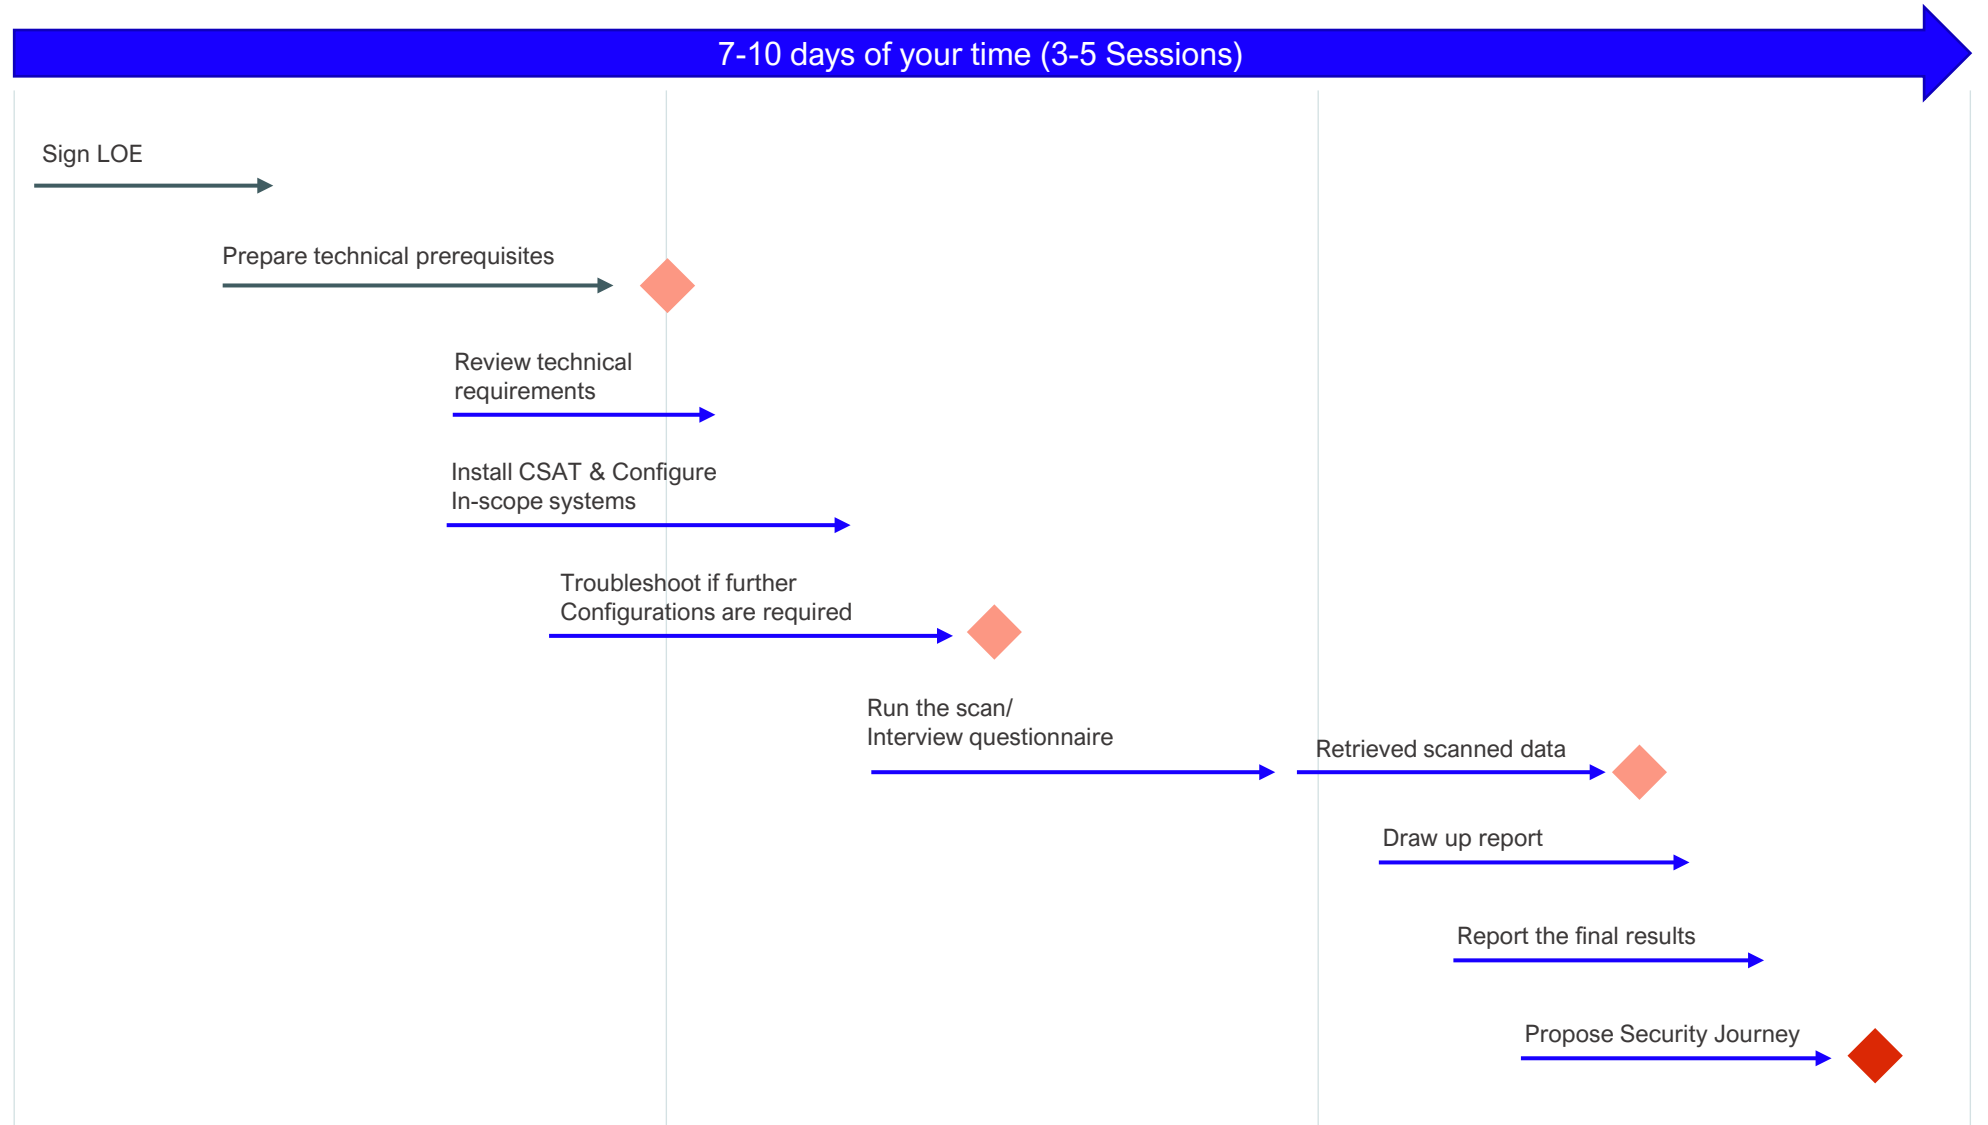 7-10 days of your time (3-5 Sessions)
Sign LOE
Prepare technical prerequisites
Review technical
requirements
Install CSAT & Configure
In-scope systems
Troubleshoot if further
Configurations are required
Run the scan/
Interview questionnaire
Retrieved scanned data
Draw up report
Report the final results
Propose Security Journey